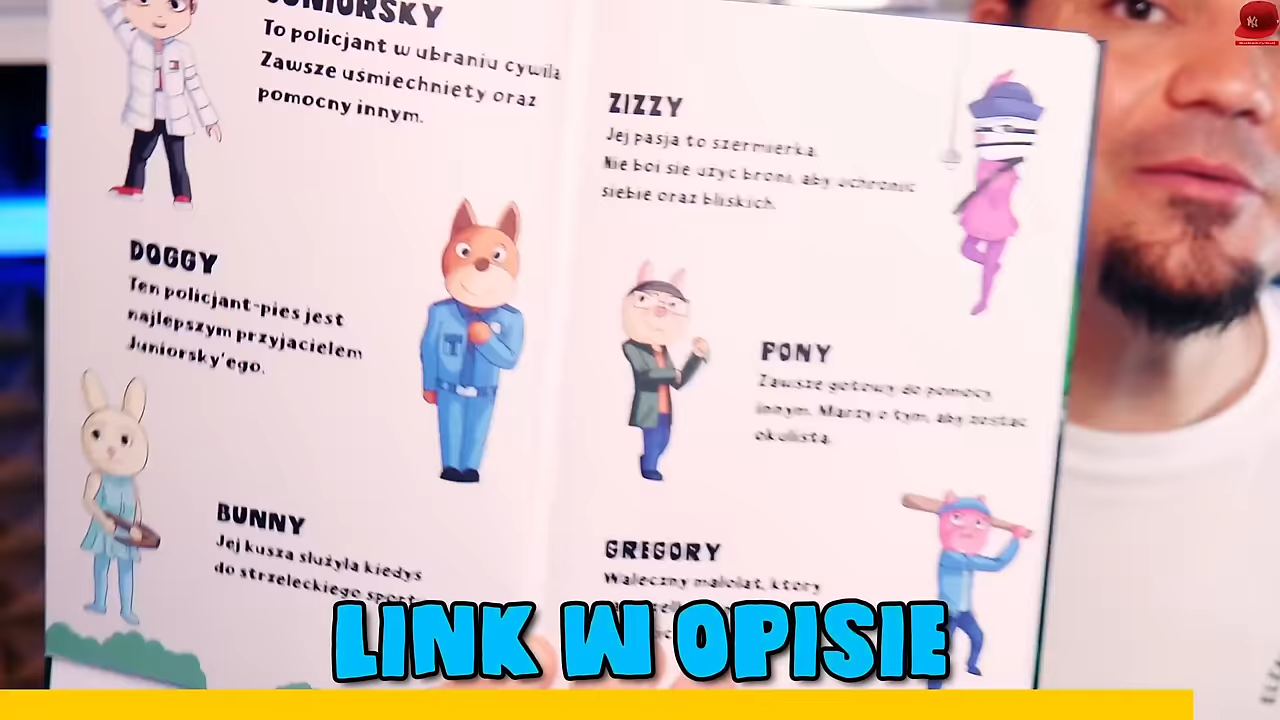 JUNIORSKY
To policjant w ubraniu cywila
Zawsze uśmiechnięty oraz
pomocny innym.
DOGGY
Ten policjant-pies jest
najlepszym przyjacielem
Juniorsky'ego.
BUNNY
Jej kusza służyła kiedyś
do strzeleckiego sport
ZIZZY
Jej pasja to szermierka.
Nie boi się użyć broni, aby uchronić
siebie oraz bliskich.
PONY
Zawsze gotowy do pomocy
innym. Marzy o tym, aby zostać
okulistą.
GREGORY
Waleczny małolat, który
LINK W OPISIE